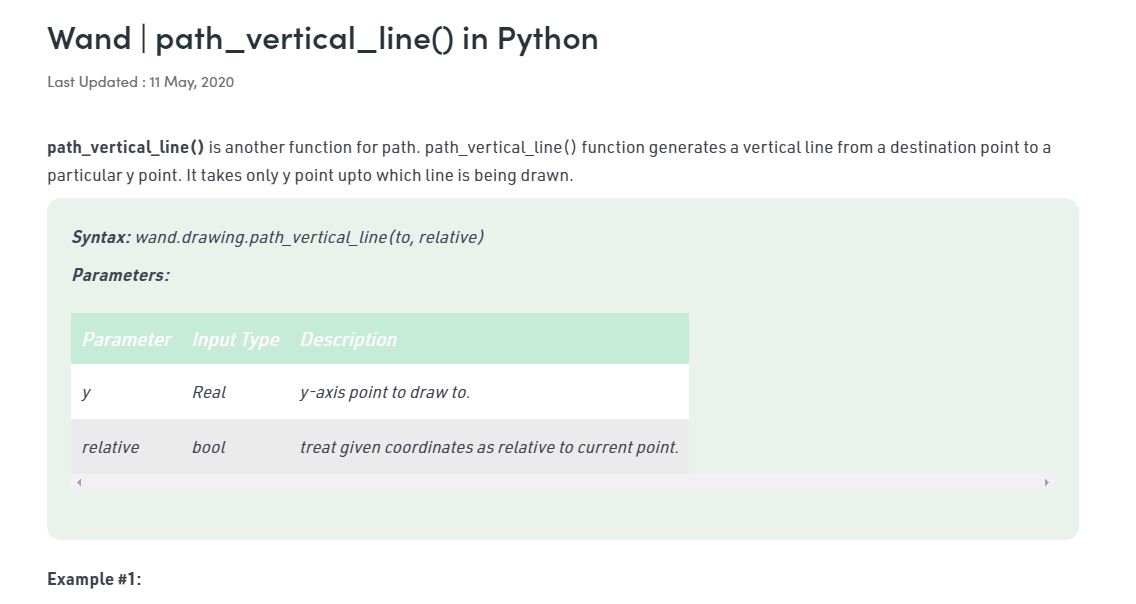 Wand | path_vertical_line() in Python
Last Updated : 11 May, 2020
path_vertical_line() is another function for path. path_vertical_line() function generates a vertical line from a destination point to a
particular y point. It takes only y point upto which line is being drawn.
Syntax: wand.drawing.path_vertical_line(to, relative)
Parameters:
Parameter Input Type Description
y Real y-axis point to draw to.
relative bool treat given coordinates as relative to current point.
Example #1: